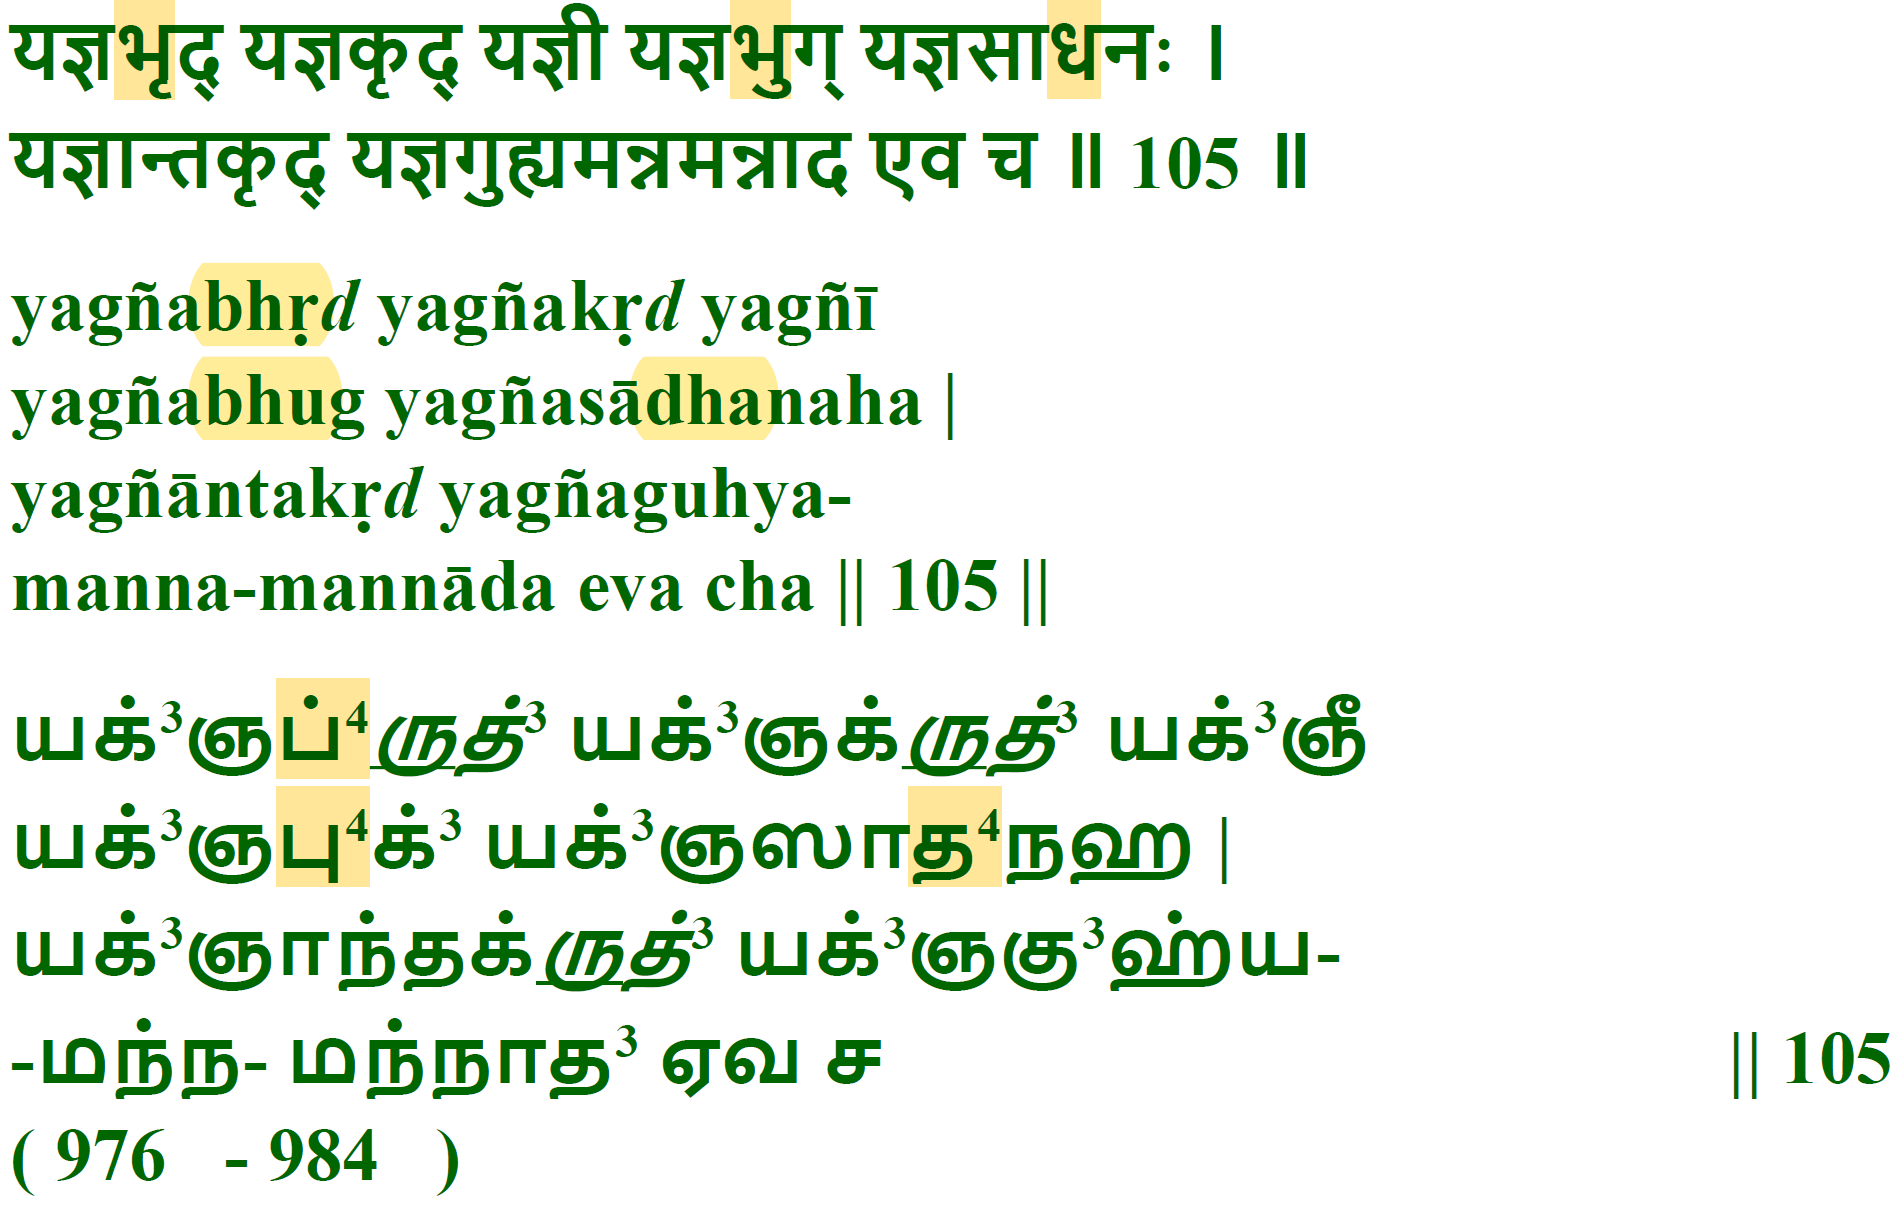 यज्ञभृद् यज्ञकृद् यज्ञी यज्ञभुग् यज्ञसाधनः ।
यज्ञान्तकृद् यज्ञगुह्यमन्नमन्नाद एव च ॥ 105 ॥
yagñabhṛd yagñakṛd yagñī
yagñabhug yagñasādhanaha |
yagñāntakṛd yagñaguhya-
manna-mannāda eva cha || 105 ||
யக்³ஞப்⁴ருத்³ யக்³ஞக்ருத்³ யக்³ஞீ
யக்³ஞபு⁴க்³ யக்³ஞஸாத⁴நஹ |
யக்³ஞாந்தக்ருத்³ யக்³ஞகு³ஹ்ய-
-மந்ந- மந்நாத³ ஏவ ச || 105
( 976 - 984 )